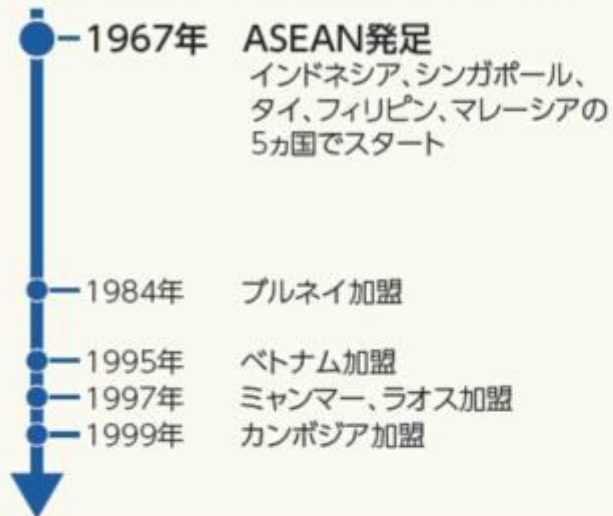 1967年 ASEAN発足
インドネシア、シンガポール、
タイ、フィリピン、マレーシアの
5ヵ国でスタート
1984年 ブルネイ加盟
1995年 ベトナム加盟
1997年 ミャンマー、ラオス加盟
1999年 カンボジア加盟